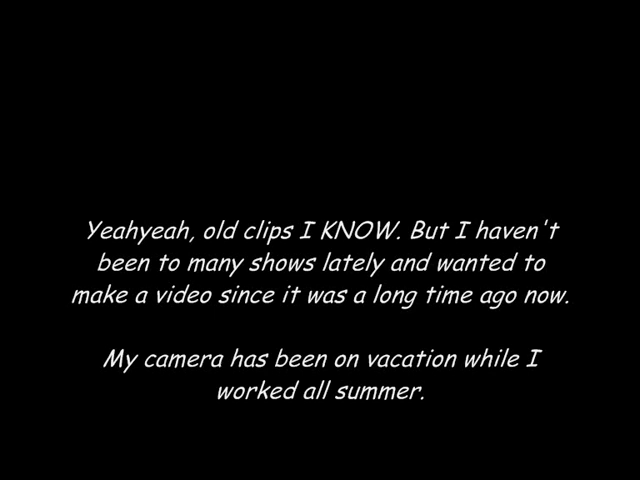 Yeahyeah, old clips I KNOW. But I haven't
been to many shows lately and wanted to
make a video since it was a long time ago now.
My camera has been on vacation while I
worked all summer.